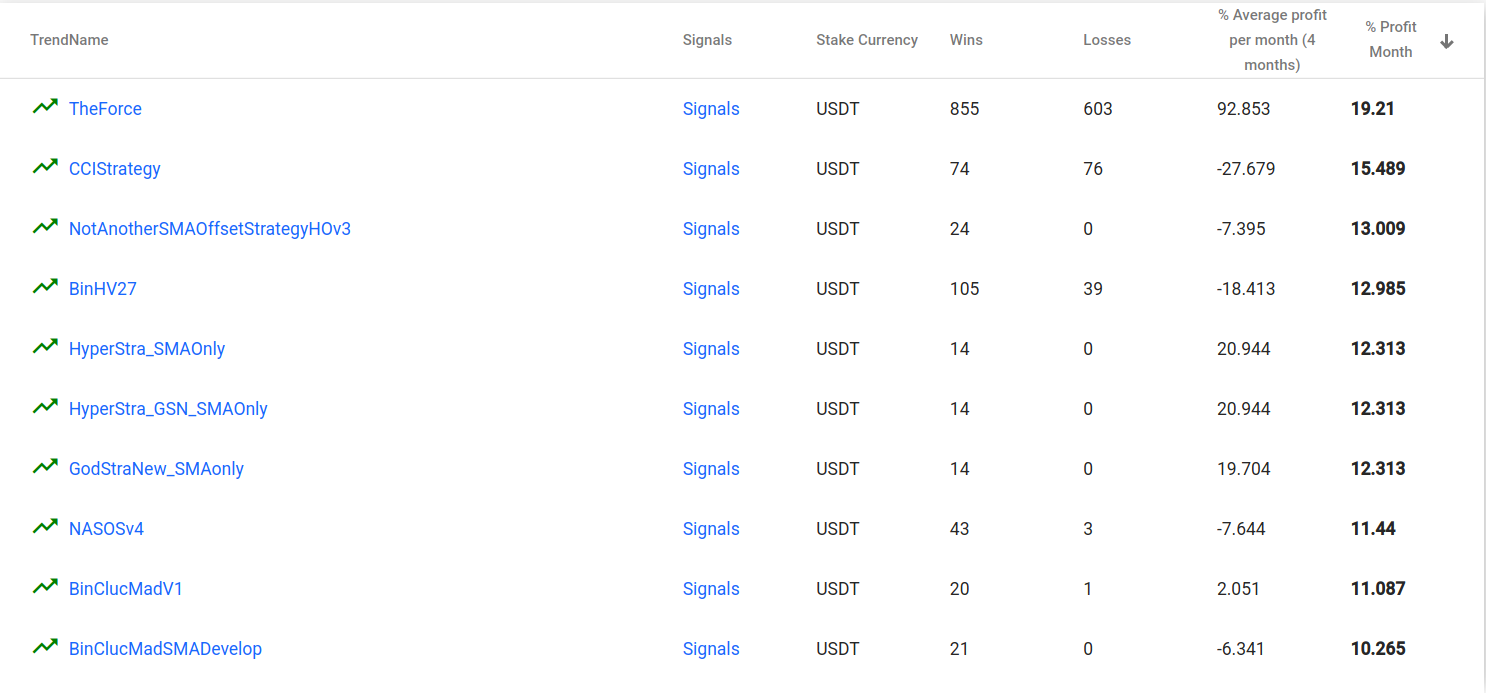 TrendName Signals Stake Currency Wins Losses % Average profit per month (4 months) % Profit Month
TheForce Signals USDT 855 603 92.853 19.21
CCIStrategy Signals USDT 74 76 -27.679 15.489
NotAnotherSMAOffsetStrategyHOv3 Signals USDT 24 0 -7.395 13.009
BinHV27 Signals USDT 105 39 -18.413 12.985
HyperStra_SMAOnly Signals USDT 14 0 20.944 12.313
HyperStra_GSN_SMAOnly Signals USDT 14 0 20.944 12.313
GodStraNew_SMAonly Signals USDT 14 0 19.704 12.313
NASOSv4 Signals USDT 43 3 -7.644 11.44
BinClucMadV1 Signals USDT 20 1 2.051 11.087
BinClucMadSMADevelop Signals USDT 21 0 -6.341 10.265